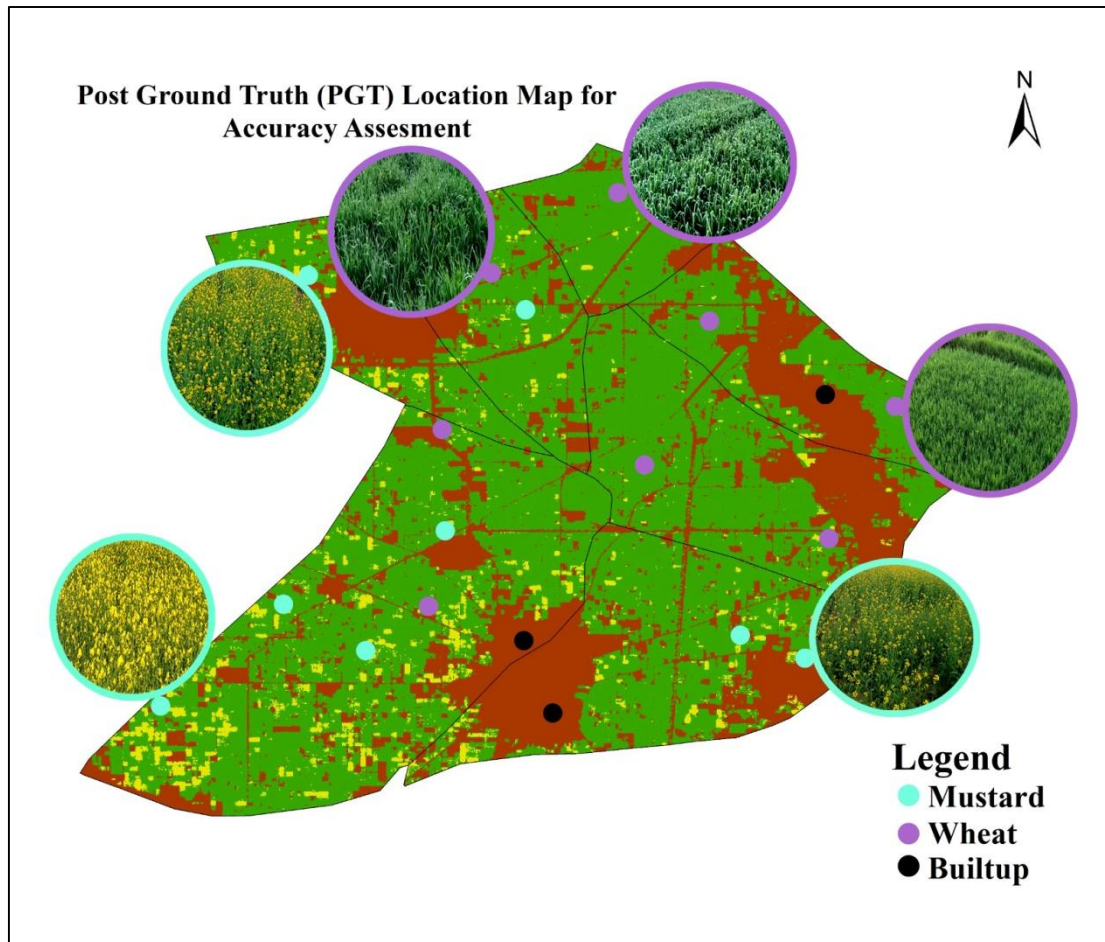 Post Ground Truth (PGT) Location Map for
Accuracy Assesment
N
Legend
Mustard
Wheat
Builtup